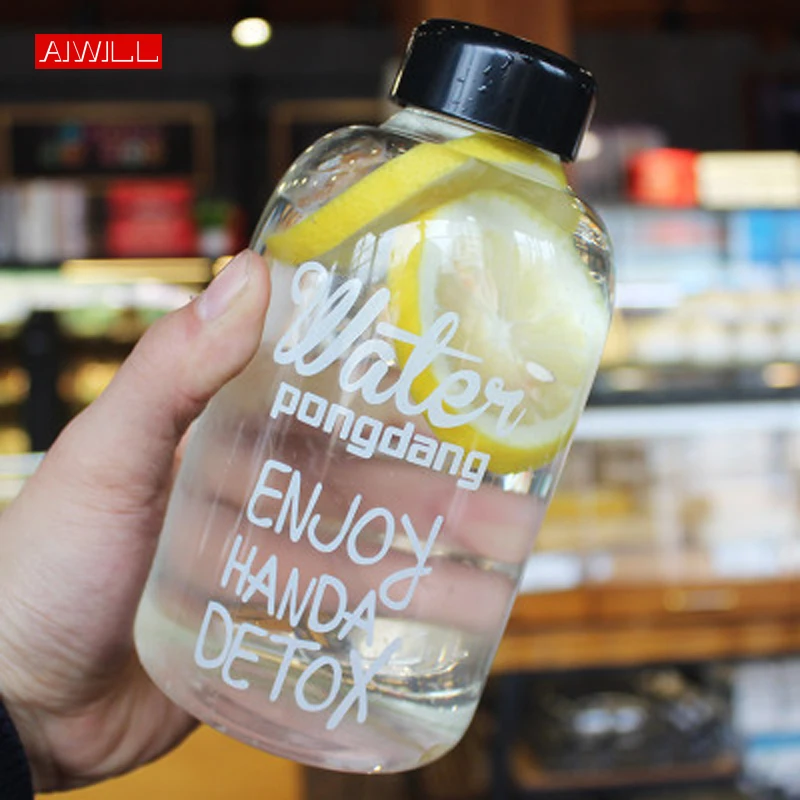 AIWILL
Water
pongdang
ENJOY
HANDA
DETOX